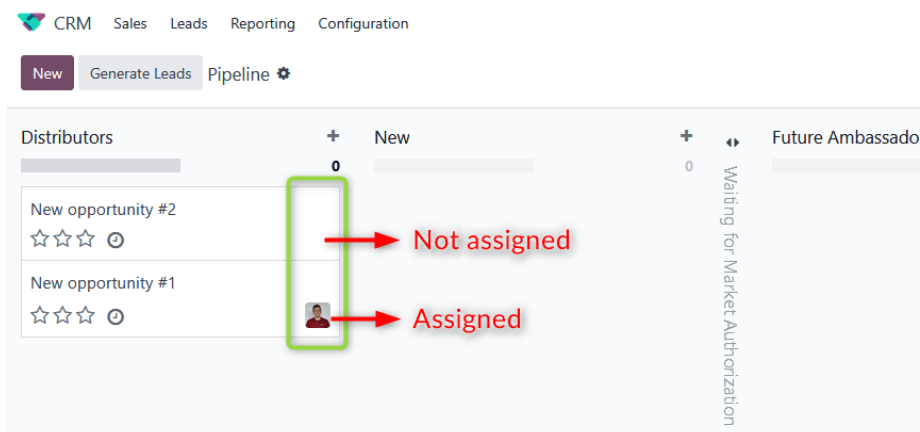 CRM Sales Leads Reporting Configuration
New Generate Leads Pipeline
Distributors
0
New
0
Waiting for Market Authorization
Future Ambassado
New opportunity #2
Not assigned
New opportunity #1
Assigned